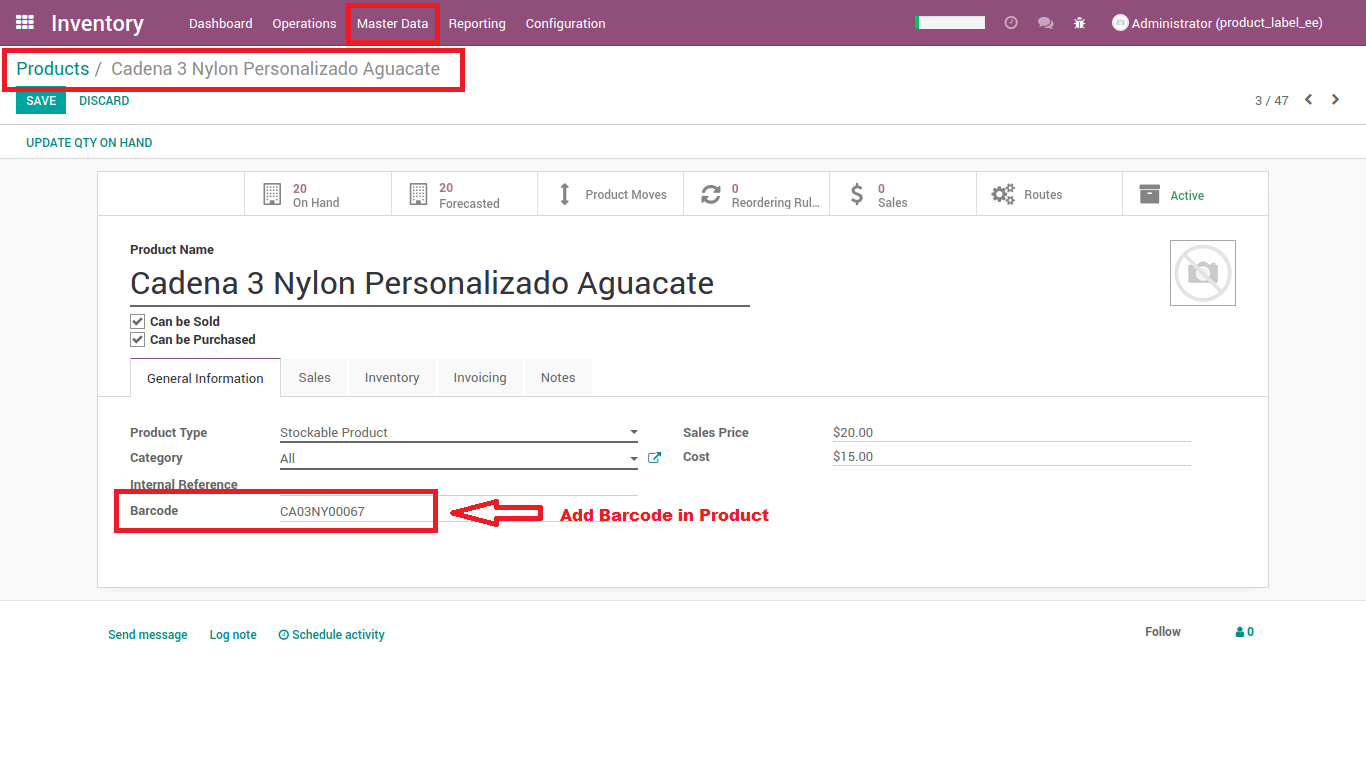 Inventory Dashboard Operations Master Data Reporting Configuration Administrator (product_label_ee)
Products / Cadena 3 Nylon Personalizado Aguacate
SAVE DISCARD 3 / 47
UPDATE QTY ON HAND
20 On Hand
20 Forecasted
Product Moves
0 Reordering Rul...
0 Sales
Routes
Active
Product Name
Cadena 3 Nylon Personalizado Aguacate
Can be Sold
Can be Purchased
General Information Sales Inventory Invoicing Notes
Product Type Stockable Product Sales Price $20.00
Category All Cost $15.00
Internal Reference
Barcode CA03NY00067 Add Barcode in Product
Send message Log note Schedule activity Follow 0